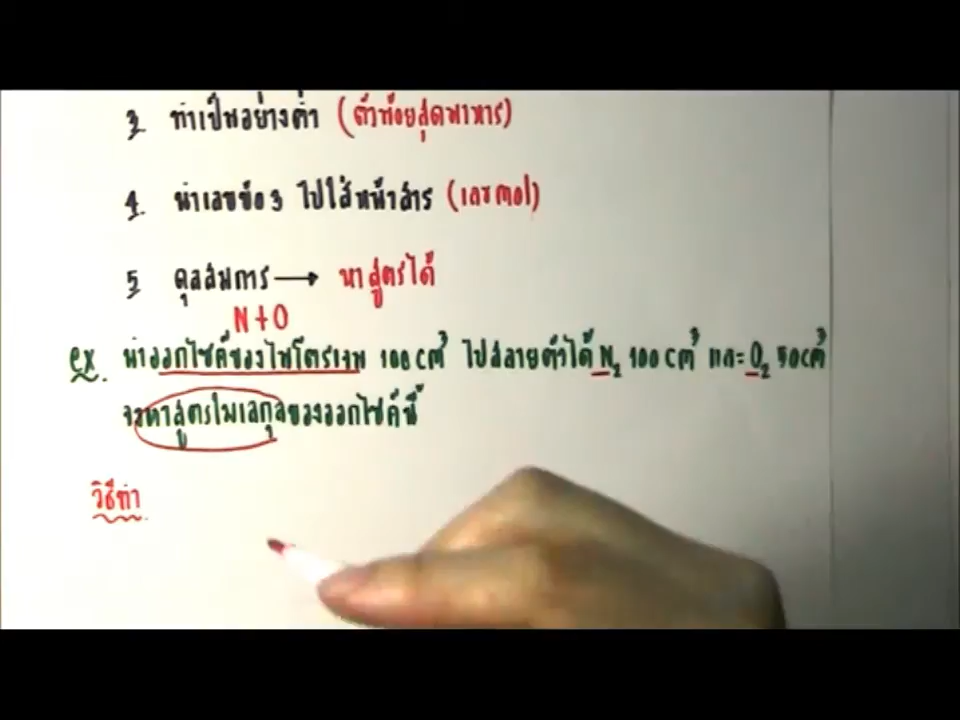 3 ทำเป็นอย่างต่ำ (ตัวน้อยสุดพาหาร)
4. นำเลขข้อ 3 ไปใส่หน้าสาร (เลข mol)
5 ดุลสมการ → หาสูตรได้
N + O
ex นำออกไซด์ของไนโตรเจน 100 cm³ ไปสลายตัวได้ N₂ 100 cm³ และ O₂ 50 cm³
จงหาสูตรโมเลกุลของออกไซด์นี้
วิธีทำ